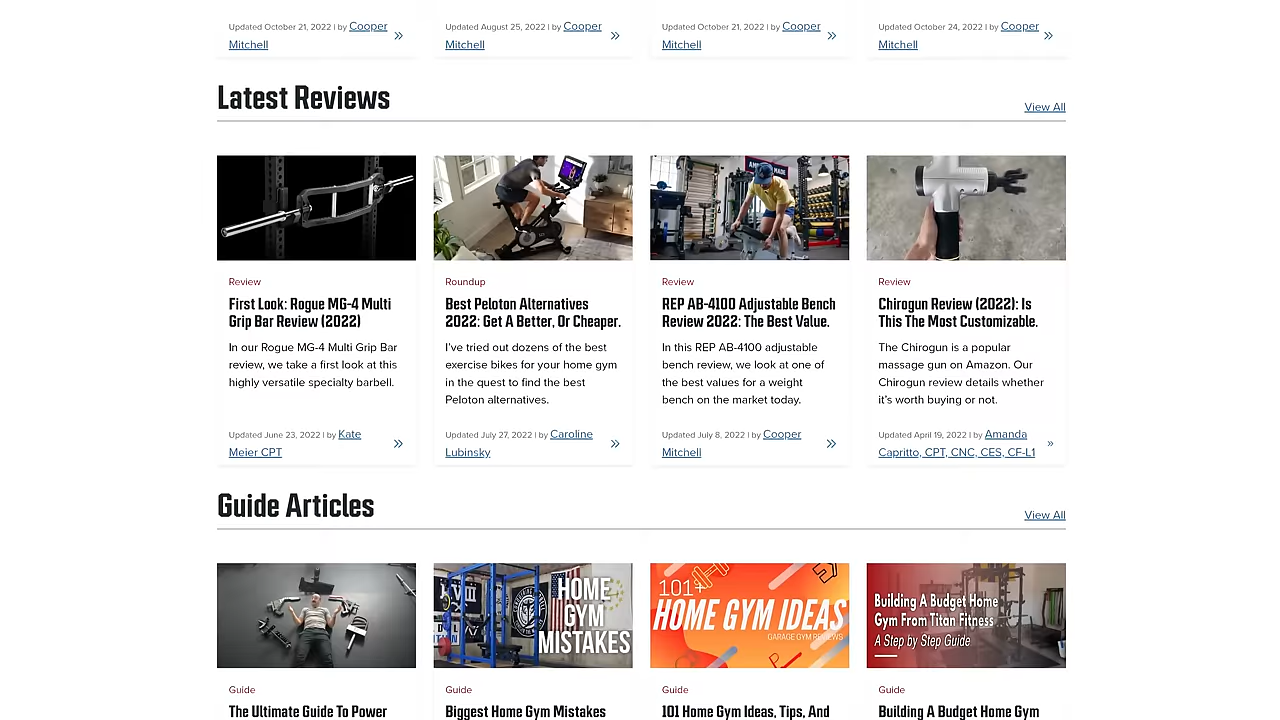 Updated October 21, 2022 | by Cooper
Mitchell
»
Updated August 25, 2022 | by Cooper
Mitchell
»
Updated October 21, 2022 | by Cooper
Mitchell
»
Updated October 24, 2022 | by Cooper
Mitchell
»
Latest Reviews
View All
AMERICAN MADE
Review
First Look: Rogue MG-4 Multi
Grip Bar Review (2022)
In our Rogue MG-4 Multi Grip Bar
review, we take a first look at this
highly versatile specialty barbell.
Updated June 23, 2022 | by Kate
Meier CPT
»
Roundup
Best Peloton Alternatives
2022: Get A Better, Or Cheaper.
I've tried out dozens of the best
exercise bikes for your home gym
in the quest to find the best
Peloton alternatives.
Updated July 27, 2022 | by Caroline
Lubinsky
»
Review
REP AB-4100 Adjustable Bench
Review 2022: The Best Value.
In this REP AB-4100 adjustable
bench review, we look at one of
the best values for a weight
bench on the market today.
Updated July 8, 2022 | by Cooper
Mitchell
»
Review
Chirogun Review (2022): Is
This The Most Customizable.
The Chirogun is a popular
massage gun on Amazon. Our
Chirogun review details whether
it's worth buying or not.
Updated April 19, 2022 | by Amanda
Capritto, CPT, CNC, CES, CF-L1
»
Guide Articles
View All
HOME
GYM
MISTAKES
101+
HOME GYM IDEAS
GARAGE GYM REVIEWS
Building A Budget Home
Gym From Titan Fitness
A Step by Step Guide
Guide
The Ultimate Guide To Power
Guide
Biggest Home Gym Mistakes
Guide
101 Home Gym Ideas, Tips, And
Guide
Building A Budget Home Gym